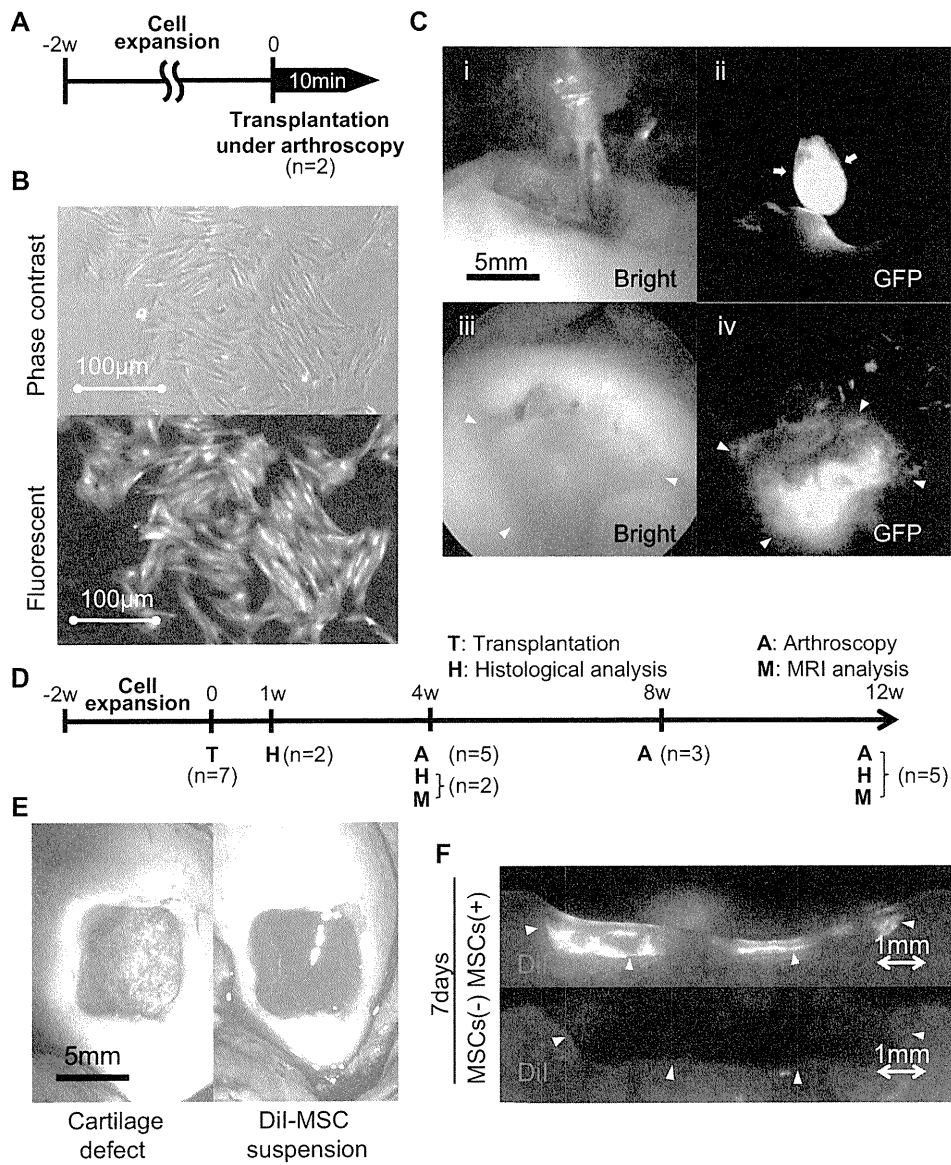 A
Cell
expansion
-2w
0
10min
Transplantation
under arthroscopy
(n=2)
B
Phase contrast
100µm
Fluorescent
100µm
C
i
5mm
Bright
ii
GFP
iii
Bright
iv
GFP
T: Transplantation
A: Arthroscopy
H: Histological analysis
M: MRI analysis
D
Cell
expansion
-2w
0
1w
4w
8w
12w
T
(n=7)
H (n=2)
A (n=5)
H
M
(n=2)
A (n=3)
A
H
M
(n=5)
E
5mm
Cartilage
defect
DiI-MSC
suspension
F
7days
MSCs(+)
DiI
1mm
MSCs(-)
DiI
1mm